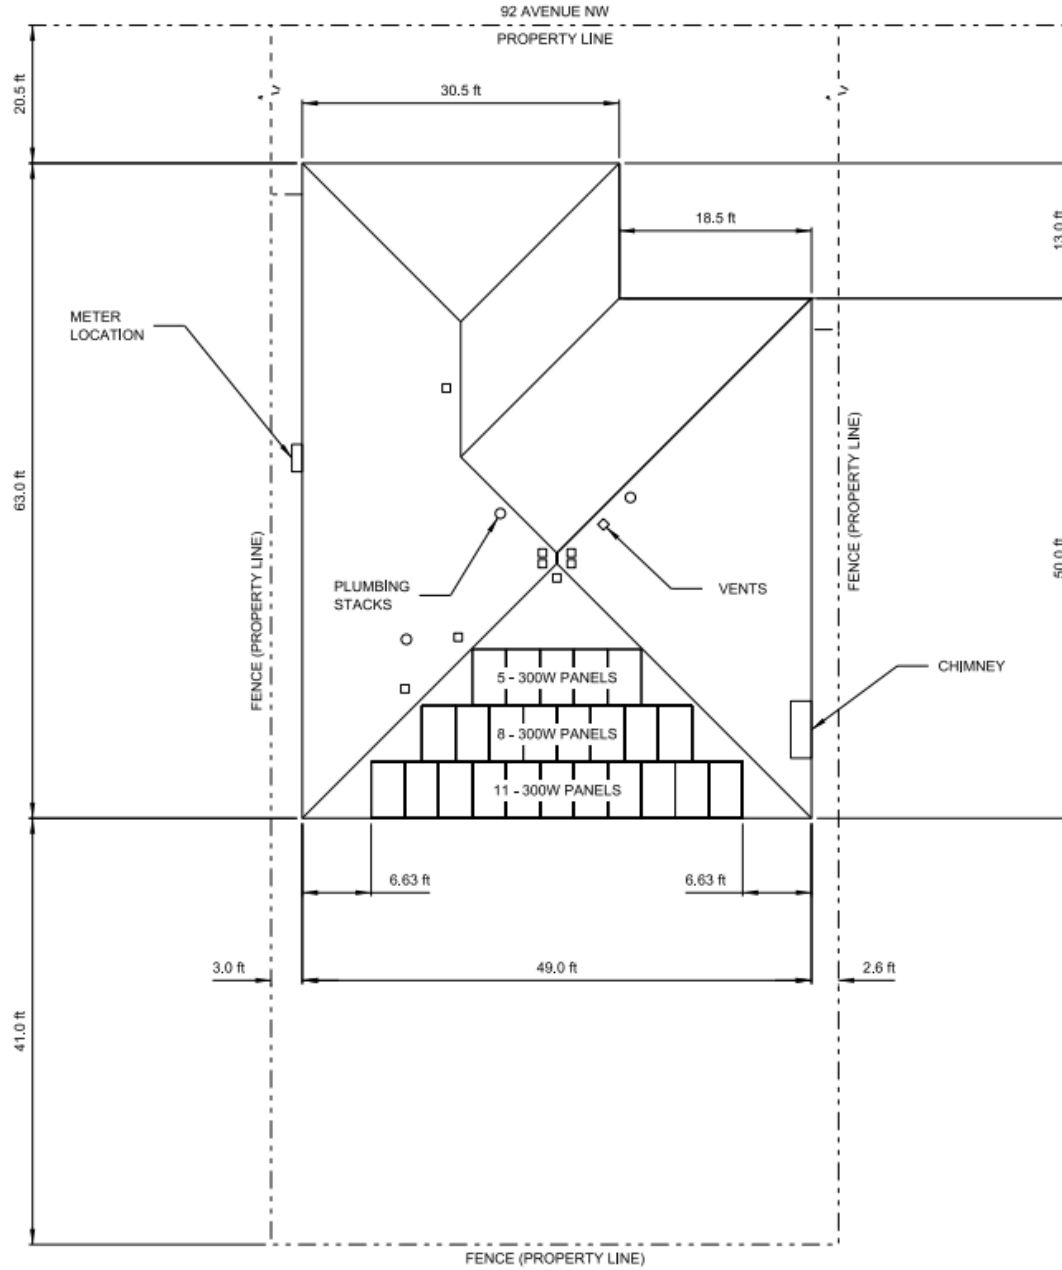 92 AVENUE NW
PROPERTY LINE
20.5 ft
30.5 ft
18.5 ft
13.0 ft
METER
LOCATION
63.0 ft
FENCE (PROPERTY LINE)
FENCE (PROPERTY LINE)
50.0 ft
PLUMBING
STACKS
VENTS
CHIMNEY
5 - 300W PANELS
8 - 300W PANELS
11 - 300W PANELS
6.63 ft
6.63 ft
3.0 ft
49.0 ft
2.6 ft
41.0 ft
FENCE (PROPERTY LINE)